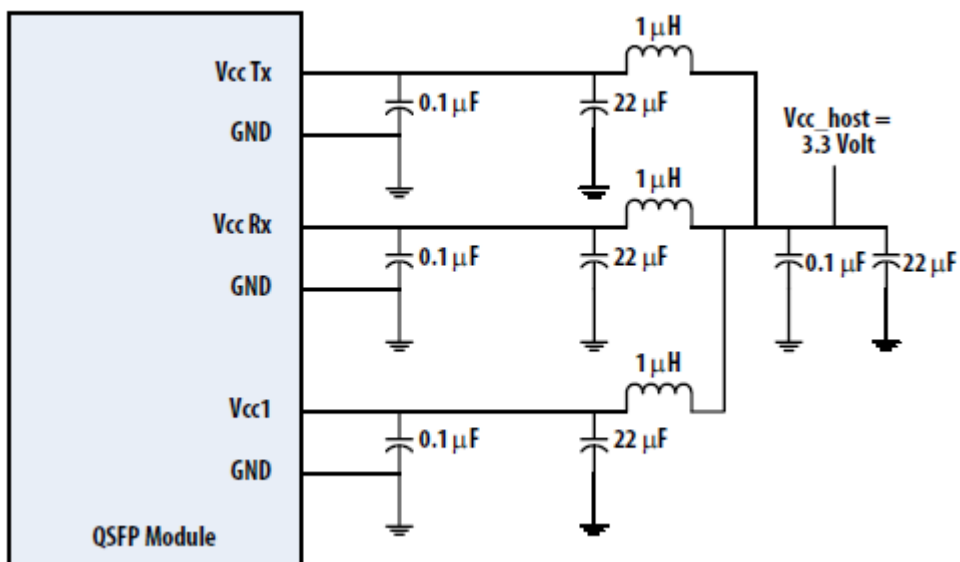 1 μH
Vcc Tx
0.1 μF
22 μF
GND
Vcc_host =
3.3 Volt
1 μH
Vcc Rx
0.1 μF
22 μF
0.1 μF
22 μF
GND
1 μH
Vcc1
0.1 μF
22 μF
GND
QSFP Module